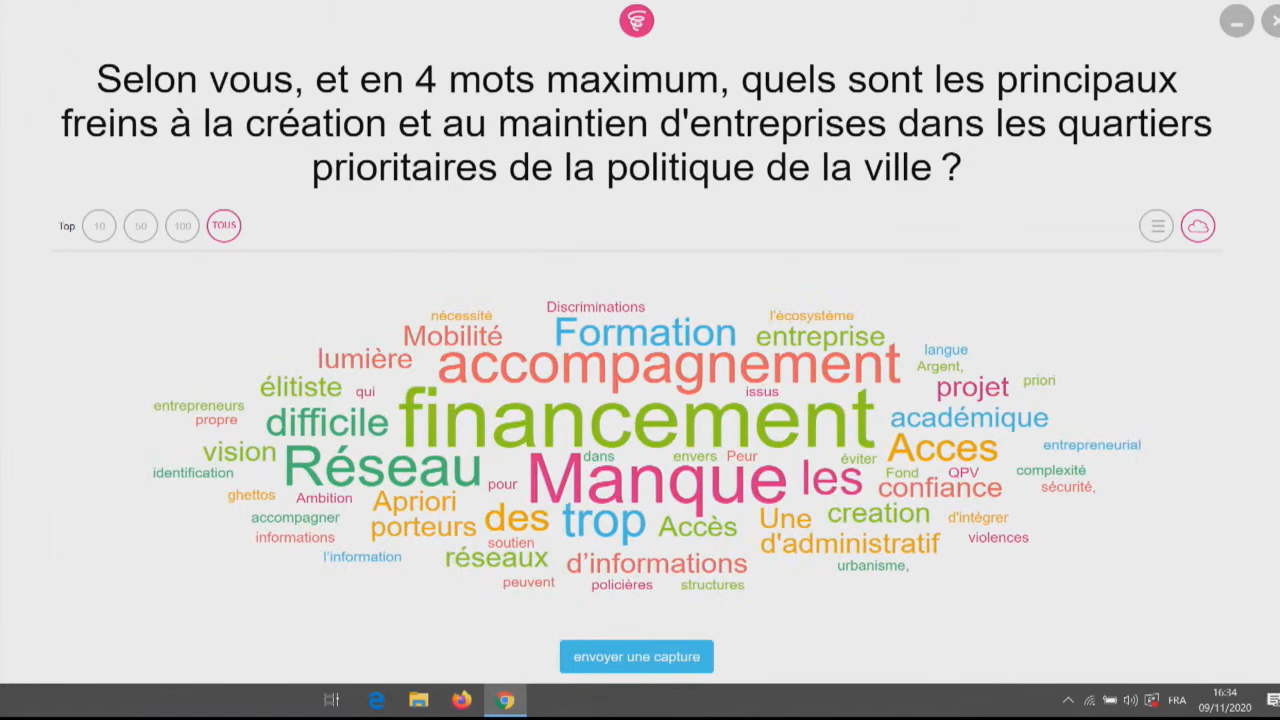 Selon vous, et en 4 mots maximum, quels sont les principaux
freins à la création et au maintien d'entreprises dans les quartiers
prioritaires de la politique de la ville ?
Top 10 50 100 TOUS
Discriminations
nécessité l'écosystème
Mobilité Formation entreprise
lumière accompagnement langue
Argent,
élitiste qui issus projet priori
entrepreneurs
propre difficile financement académique
vision dans envers Peur éviter Acces entrepreneurial
identification Réseau Manque les Fond QPV complexité
ghettos Ambition pour confiance sécurité,
Apriori
accompagner porteurs des trop Accès Une creation d'intégrer
informations soutien d'administratif violences
l'information réseaux d’informations urbanisme,
peuvent policières structures
envoyer une capture
FRA 16:34
09/11/2020